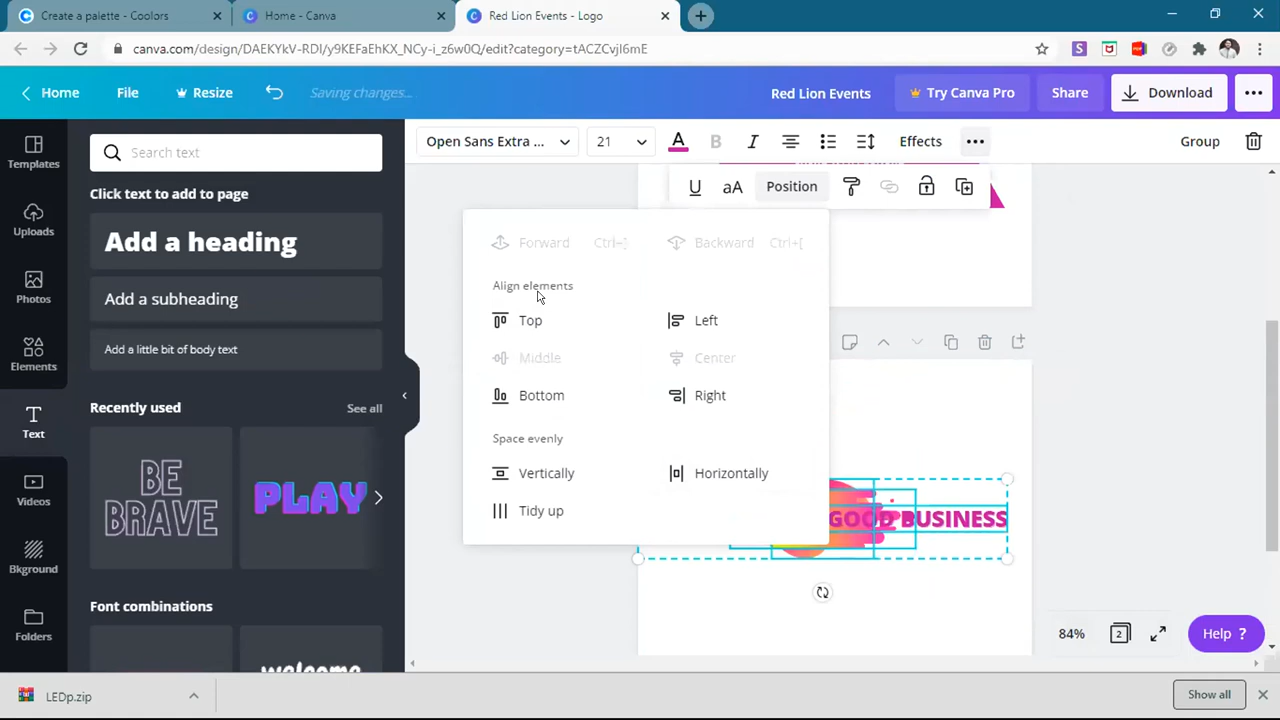 Create a palette - Coolors
Home - Canva
Red Lion Events - Logo
canva.com/design/DAEKYkV-RDI/y9KEFaEhKX_NCy-i_z6w0Q/edit?category=tACZCvjI6mE
Home
File
Resize
Saving changes...
Red Lion Events
Try Canva Pro
Share
Download
Templates
Uploads
Photos
Elements
Text
Videos
Bkground
Folders
Search text
Click text to add to page
Add a heading
Add a subheading
Add a little bit of body text
Recently used
See all
BE
BRAVE
PLAY
Font combinations
welcome
Open Sans Extra ...
21
A
B
I
Effects
Group
U
aA
Position
Forward Ctrl+]
Backward Ctrl+[
Align elements
Top
Left
Middle
Center
Bottom
Right
Space evenly
Vertically
Horizontally
Tidy up
GOOD BUSINESS
84%
2
Help ?
LEDp.zip
Show all